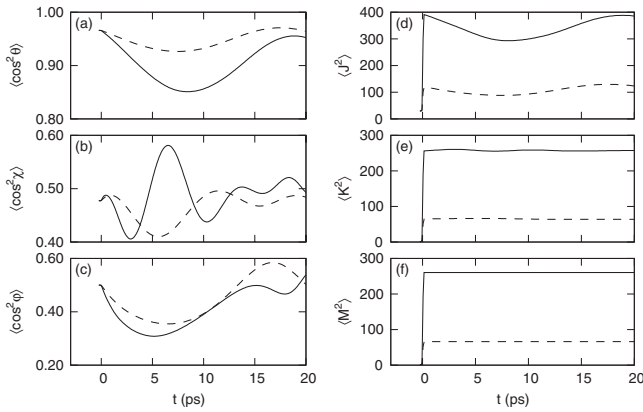 (a)
1.00
0.90
0.80
⟨cos²θ⟩
(b)
0.60
0.50
0.40
⟨cos²χ⟩
(c)
0.60
0.40
0.20
⟨cos²φ⟩
0 5 10 15 20
t (ps)
(d)
400
300
200
100
0
⟨J²⟩
(e)
300
200
100
0
⟨K²⟩
(f)
300
200
100
0
⟨M²⟩
0 5 10 15 20
t (ps)